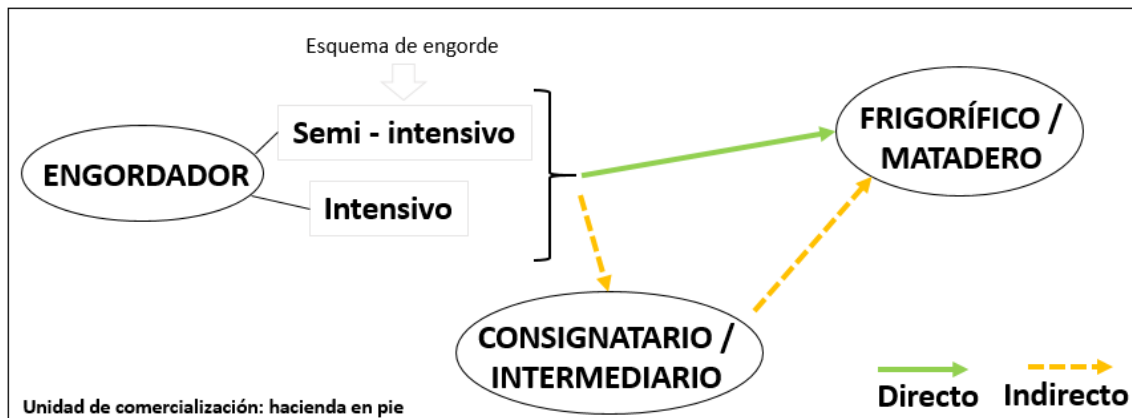 Esquema de engorde
Semi - intensivo
ENGORDADOR
Intensivo
FRIGORÍFICO /
MATADERO
CONSIGNATARIO /
INTERMEDIARIO
Directo
Indirecto
Unidad de comercialización: hacienda en pie